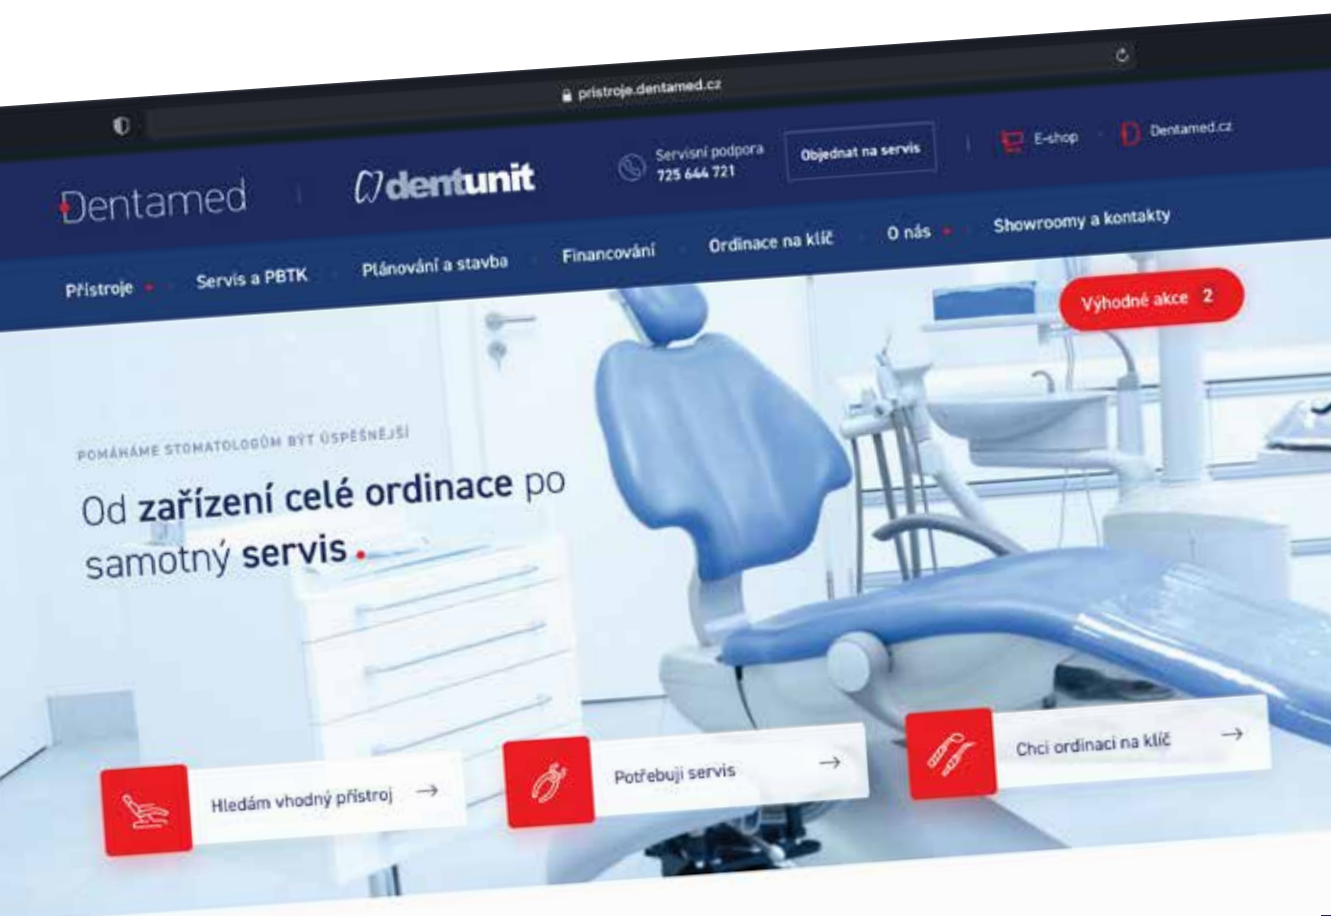 pristroje.dentamed.cz
Dentamed
dentunit
Servisní podpora
725 644 721
Objednat na servis
E-shop
Dentamed.cz
Přístroje
Servis a PBTK
Plánování a stavba
Financování
Ordinace na klíč
O nás
Showroomy a kontakty
Výhodné akce 2
POMÁHÁME STOMATOLOGŮM BÝT ÚSPĚŠNĚJŠÍ
Od zařízení celé ordinace po
samotný servis.
Hledám vhodný přístroj →
Potřebuji servis →
Chci ordinaci na klíč →